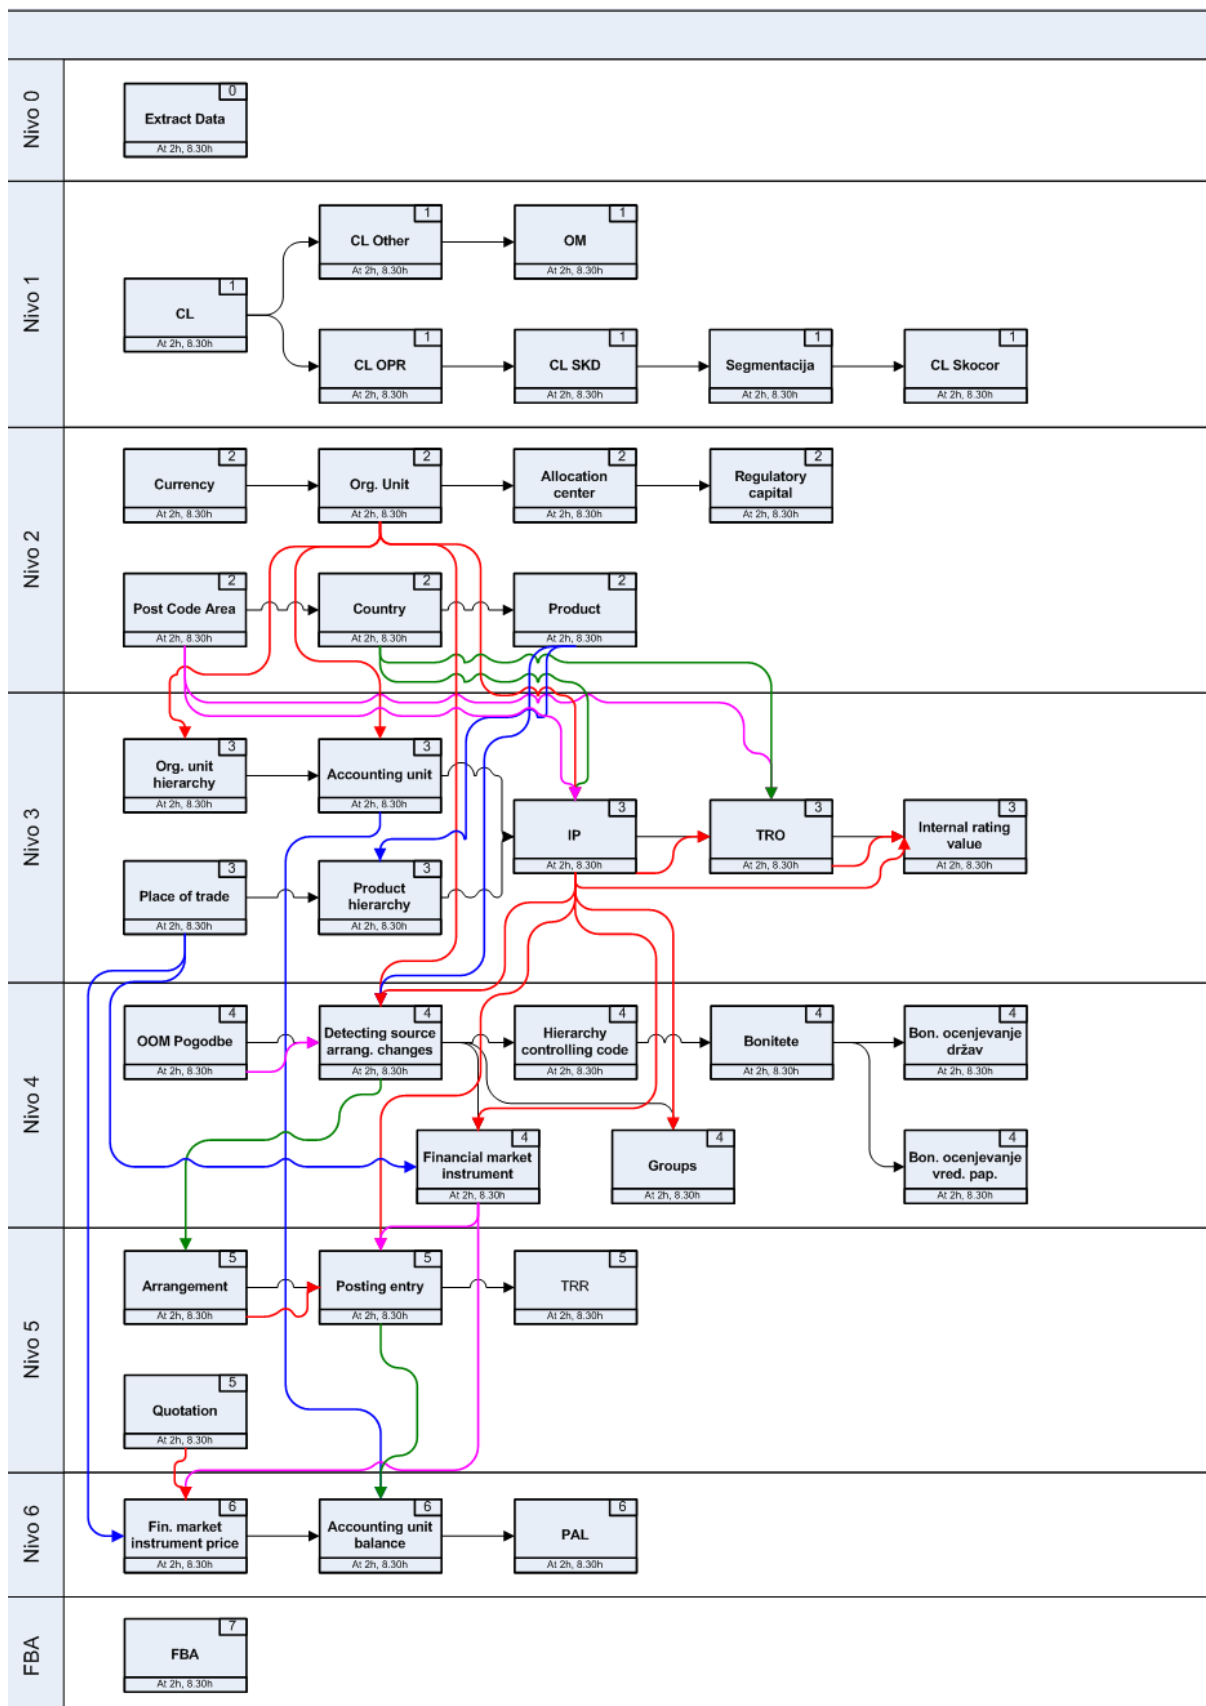 Nivo 0
0
Extract Data
At 2h, 8.30h
Nivo 1
1
CL Other
At 2h, 8.30h
1
OM
At 2h, 8.30h
1
CL
At 2h, 8.30h
1
CL OPR
At 2h, 8.30h
1
CL SKD
At 2h, 8.30h
1
Segmentacija
At 2h, 8.30h
1
CL Skocor
At 2h, 8.30h
Nivo 2
2
Currency
At 2h, 8.30h
2
Org. Unit
At 2h, 8.30h
2
Allocation
center
At 2h, 8.30h
2
Regulatory
capital
At 2h, 8.30h
2
Post Code Area
At 2h, 8.30h
2
Country
At 2h, 8.30h
2
Product
At 2h, 8.30h
Nivo 3
3
Org. unit
hierarchy
At 2h, 8.30h
3
Accounting unit
At 2h, 8.30h
3
IP
At 2h, 8.30h
3
TRO
At 2h, 8.30h
3
Internal rating
value
At 2h, 8.30h
3
Place of trade
At 2h, 8.30h
3
Product
hierarchy
At 2h, 8.30h
Nivo 4
4
OOM Pogodbe
At 2h, 8.30h
4
Detecting source
arrang. changes
At 2h, 8.30h
4
Hierarchy
controlling code
At 2h, 8.30h
4
Bonitete
At 2h, 8.30h
4
Bon. ocenjevanje
držav
At 2h, 8.30h
4
Financial market
instrument
At 2h, 8.30h
4
Groups
At 2h, 8.30h
4
Bon. ocenjevanje
vred. pap.
At 2h, 8.30h
Nivo 5
5
Arrangement
At 2h, 8.30h
5
Posting entry
At 2h, 8.30h
5
TRR
At 2h, 8.30h
5
Quotation
At 2h, 8.30h
Nivo 6
6
Fin. market
instrument price
At 2h, 8.30h
6
Accounting unit
balance
At 2h, 8.30h
6
PAL
At 2h, 8.30h
FBA
7
FBA
At 2h, 8.30h